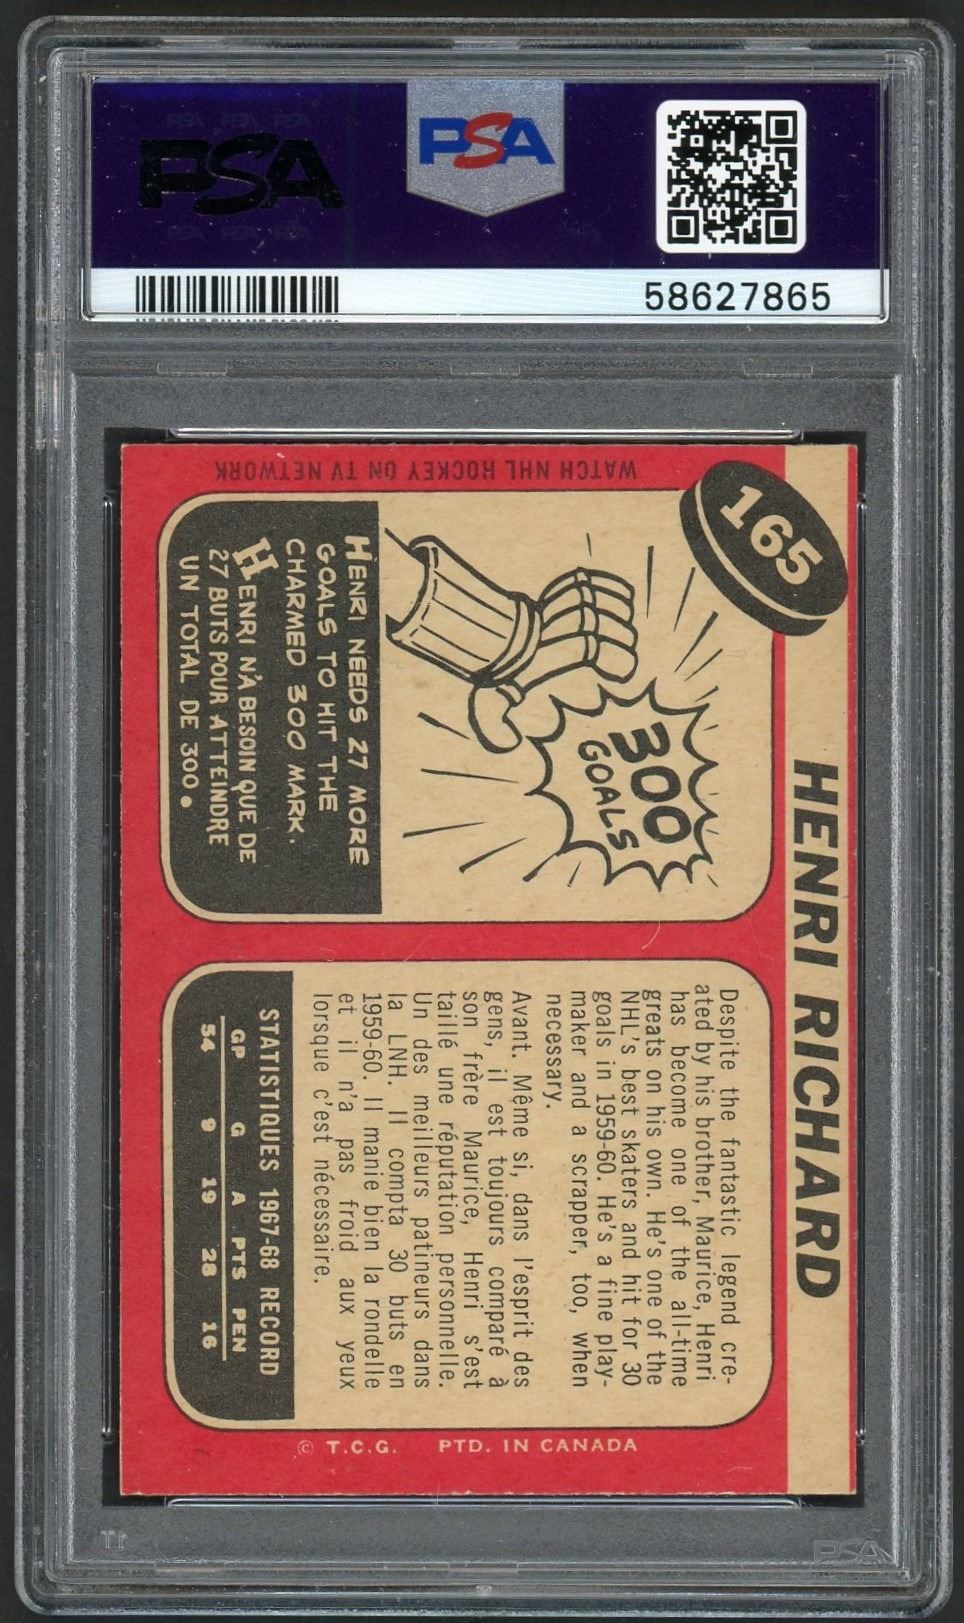 PSA
PSA
58627865
WATCH NHL HOCKEY ON TV NETWORK
165
HENRI RICHARD
300
GOALS
HENRI NEEDS 27 MORE
GOALS TO HIT THE
CHARMED 300 MARK.
HENRI N'A BESOIN QUE DE
27 BUTS POUR ATTEINDRE
UN TOTAL DE 300.
Despite the fantastic legend cre-
ated by his brother, Maurice, Henri
has become one of the all-time
greats on his own. He's one of the
NHL's best skaters and hit for 30
goals in 1959-60. He's a fine play-
maker and a scrapper, too, when
necessary.
Avant. Même si, dans l'esprit des
gens, il est toujours comparé à
son frère Maurice, Henri s'est
taillé une réputation personnelle.
Un des meilleurs patineurs dans
la LNH. Il compta 30 buts en
1959-60. Il manie bien la rondelle
et il n'a pas froid aux yeux
lorsque c'est nécessaire.
STATISTIQUES 1967-68 RECORD
GP G A PTS PEN
54 9 19 28 16
© T.C.G. PTD. IN CANADA
PSA